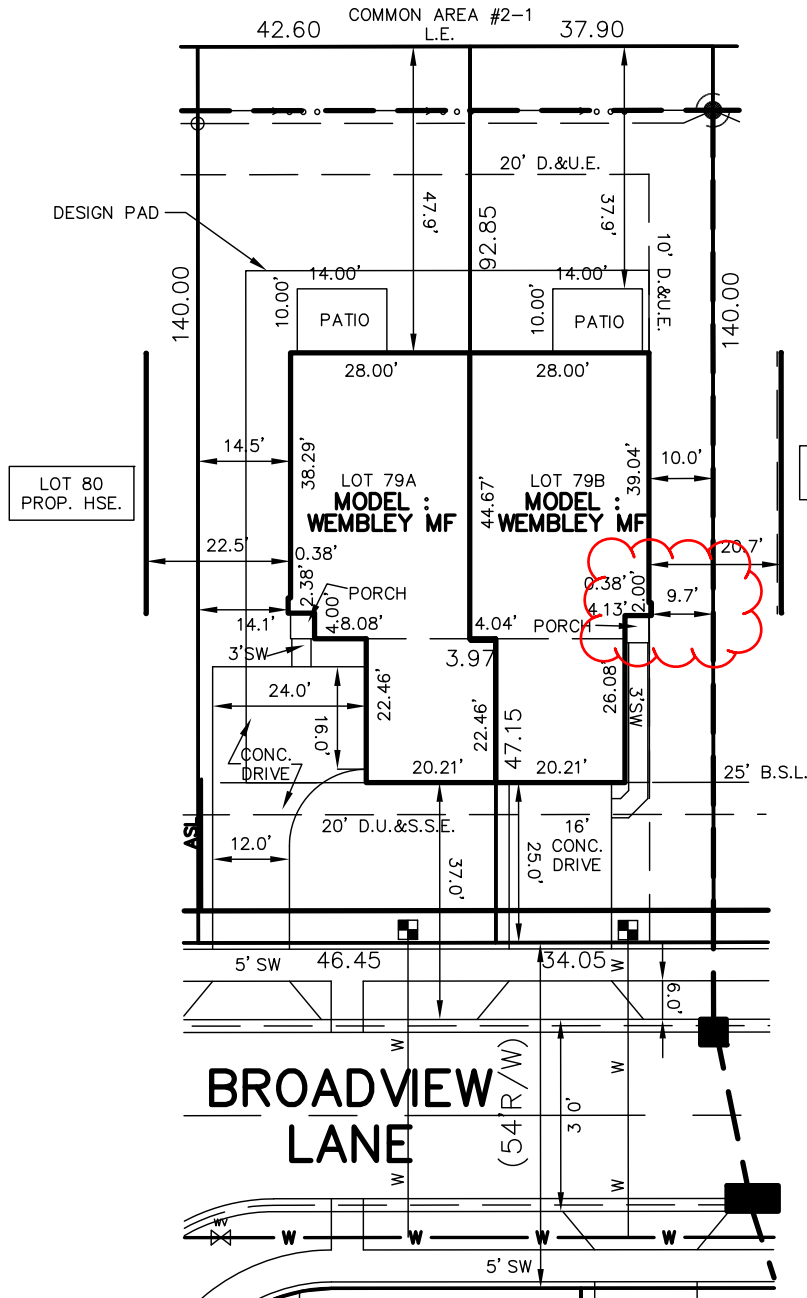 COMMON AREA #2-1
L.E.
42.60
37.90
20' D.&U.E.
47.9'
37.9'
DESIGN PAD
92.85
10' D.&U.E.
140.00
140.00
14.00'
14.00'
10.00'
10.00'
PATIO
PATIO
28.00'
28.00'
14.5'
38.29'
39.04'
10.0'
LOT 80
PROP. HSE.
LOT 79A
MODEL :
WEMBLEY MF
44.67'
LOT 79B
MODEL :
WEMBLEY MF
22.5'
0.38'
2.38'
PORCH
4.00'
0.38'
2.00'
20.7'
14.1'
8.08'
4.04'
4.13'
9.7'
PORCH
3'SW
3.97
24.0'
22.46'
16.0'
22.46'
47.15
26.08'
3'SW
CONC.
DRIVE
20.21'
20.21'
25' B.S.L.
ASL
20' D.U.&S.S.E.
16'
CONC.
DRIVE
12.0'
37.0'
25.0'
5' SW
46.45
34.05
W
W
6.0'
BROADVIEW
LANE
(54'R/W)
W
W
W
W
WV
W
W
W
W
5' SW